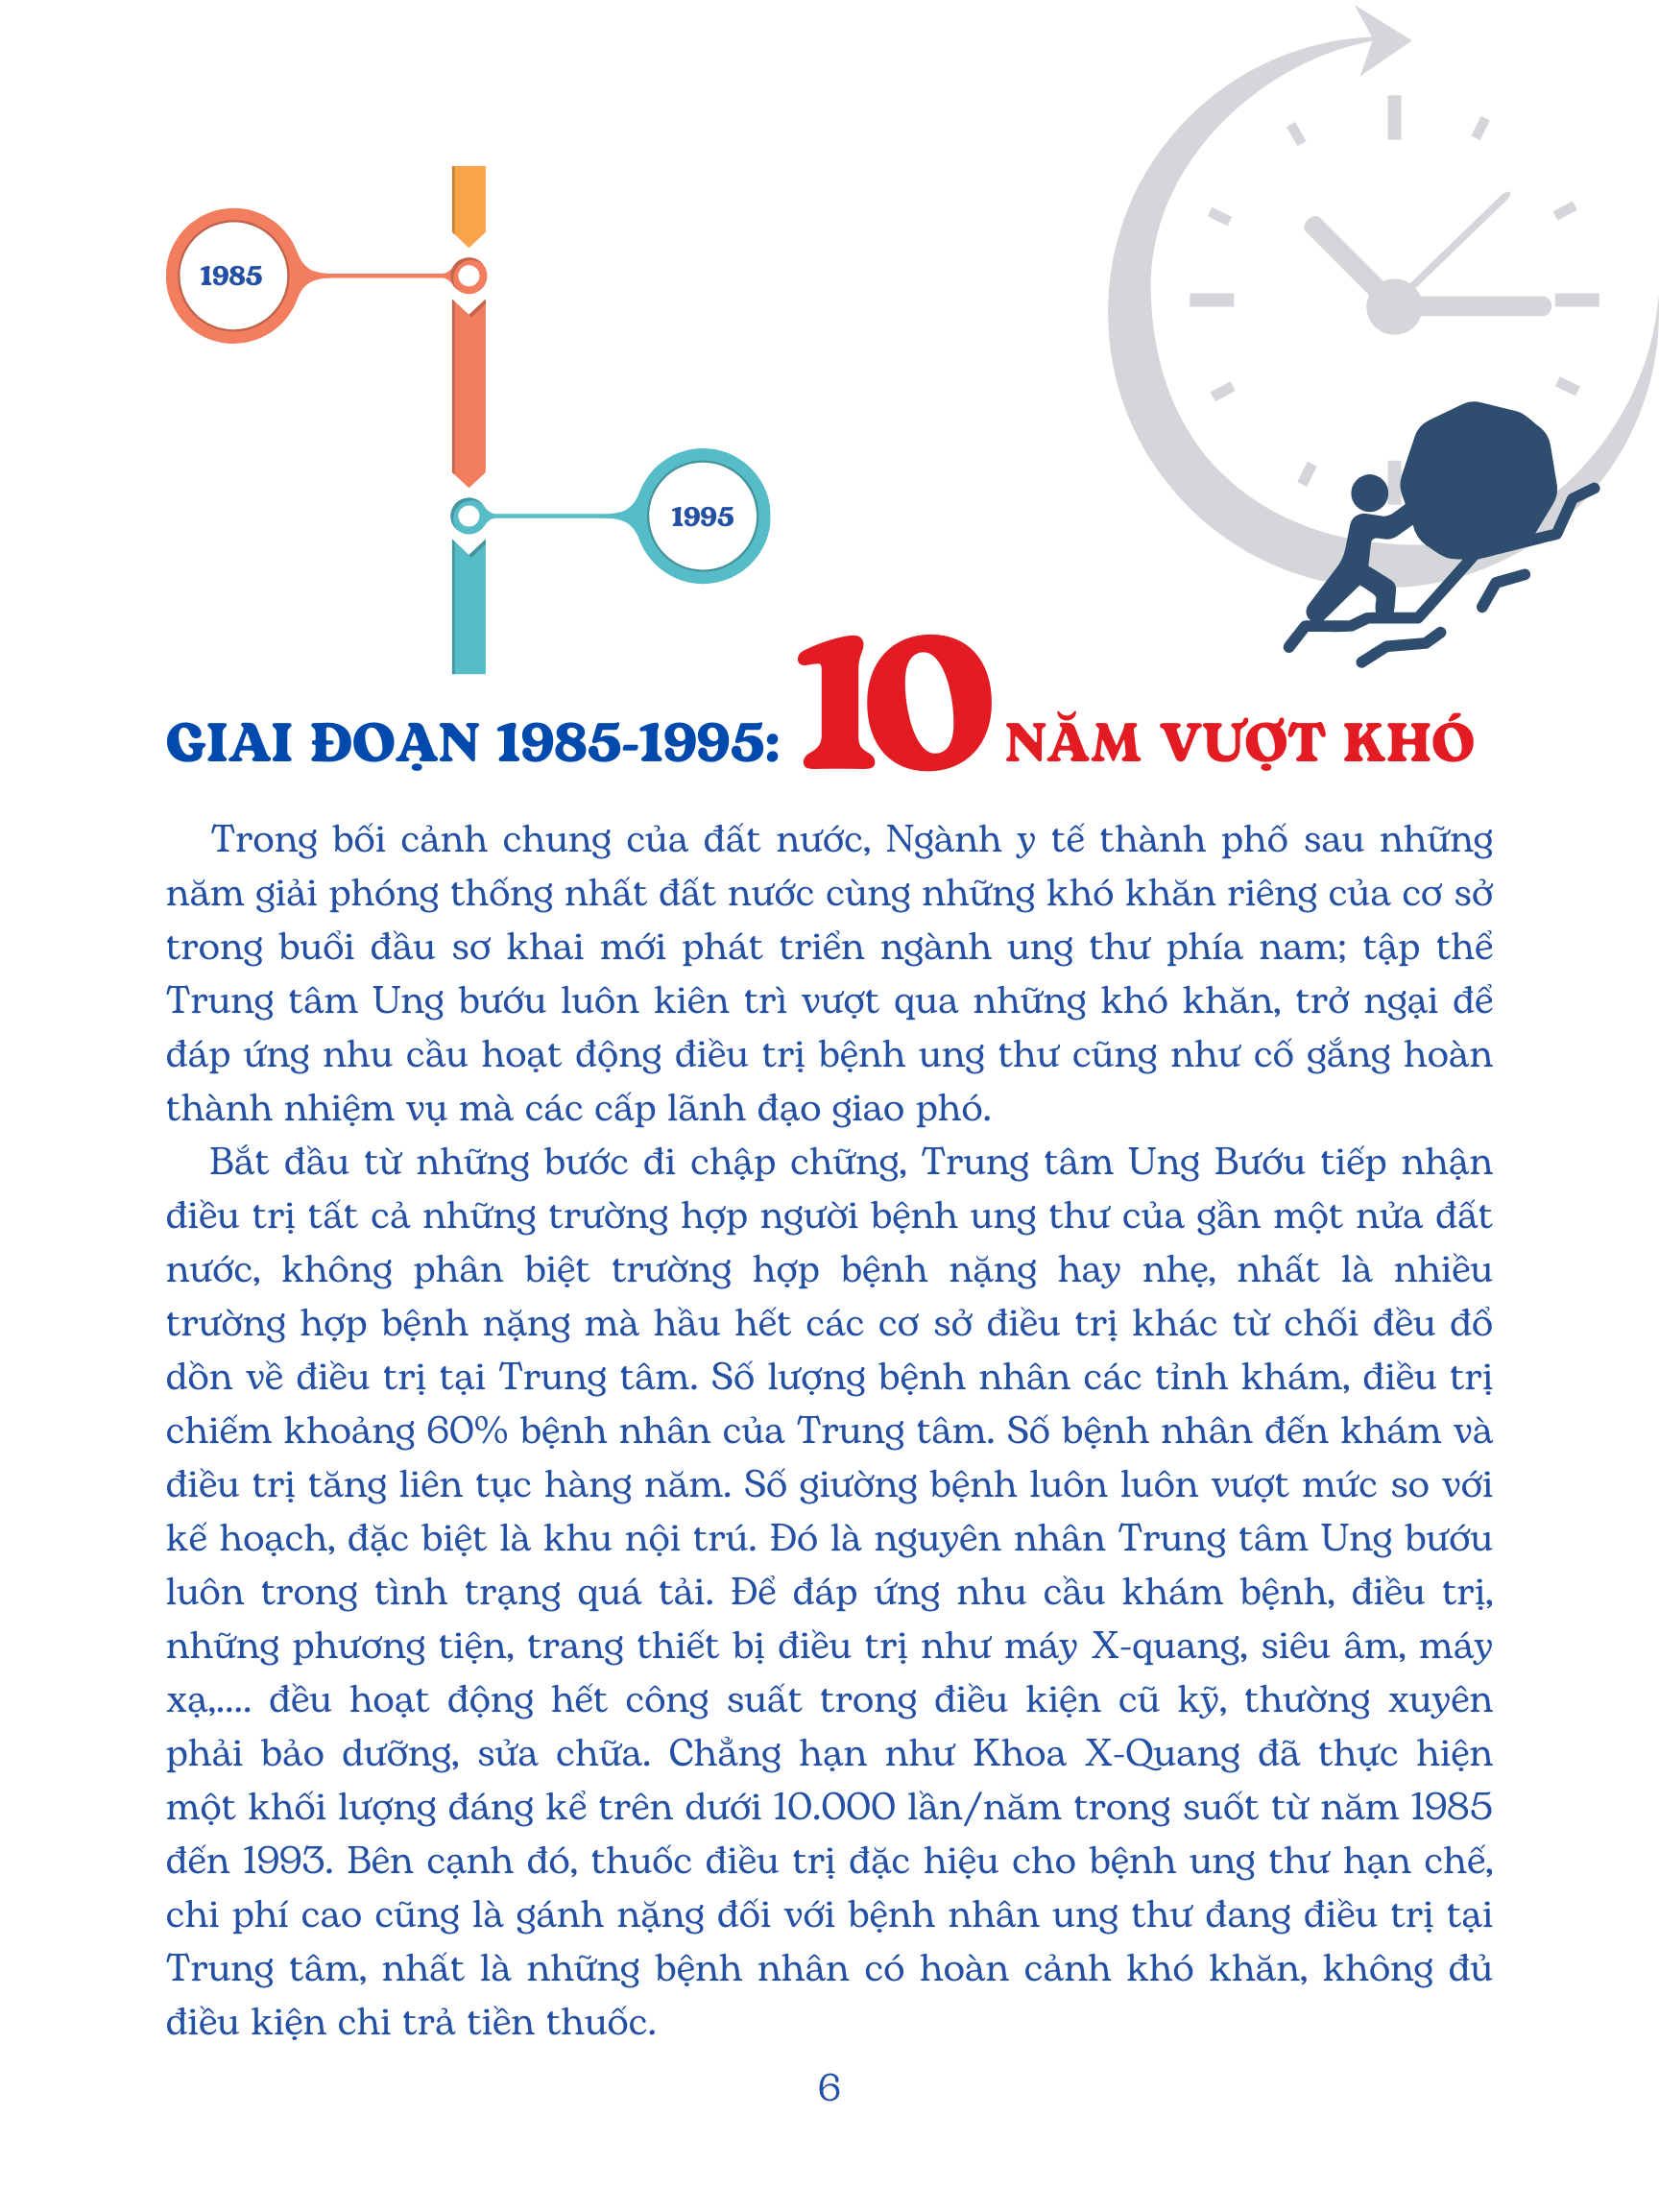 1985
1995
GIAI ĐOẠN 1985-1995: 10 NĂM VƯỢT KHÓ
Trong bối cảnh chung của đất nước, Ngành y tế thành phố sau những
năm giải phóng thống nhất đất nước cùng những khó khăn riêng của cơ sở
trong buổi đầu sơ khai mới phát triển ngành ung thư phía nam; tập thể
Trung tâm Ung bướu luôn kiên trì vượt qua những khó khăn, trở ngại để
đáp ứng nhu cầu hoạt động điều trị bệnh ung thư cũng như cố gắng hoàn
thành nhiệm vụ mà các cấp lãnh đạo giao phó.
Bắt đầu từ những bước đi chập chững, Trung tâm Ung Bướu tiếp nhận
điều trị tất cả những trường hợp người bệnh ung thư của gần một nửa đất
nước, không phân biệt trường hợp bệnh nặng hay nhẹ, nhất là nhiều
trường hợp bệnh nặng mà hầu hết các cơ sở điều trị khác từ chối đều đổ
dồn về điều trị tại Trung tâm. Số lượng bệnh nhân các tỉnh khám, điều trị
chiếm khoảng 60% bệnh nhân của Trung tâm. Số bệnh nhân đến khám và
điều trị tăng liên tục hàng năm. Số giường bệnh luôn luôn vượt mức so với
kế hoạch, đặc biệt là khu nội trú. Đó là nguyên nhân Trung tâm Ung bướu
luôn trong tình trạng quá tải. Để đáp ứng nhu cầu khám bệnh, điều trị,
những phương tiện, trang thiết bị điều trị như máy X-quang, siêu âm, máy
xạ,.... đều hoạt động hết công suất trong điều kiện cũ kỹ, thường xuyên
phải bảo dưỡng, sửa chữa. Chẳng hạn như Khoa X-Quang đã thực hiện
một khối lượng đáng kể trên dưới 10.000 lần/năm trong suốt từ năm 1985
đến 1993. Bên cạnh đó, thuốc điều trị đặc hiệu cho bệnh ung thư hạn chế,
chi phí cao cũng là gánh nặng đối với bệnh nhân ung thư đang điều trị tại
Trung tâm, nhất là những bệnh nhân có hoàn cảnh khó khăn, không đủ
điều kiện chi trả tiền thuốc.
6